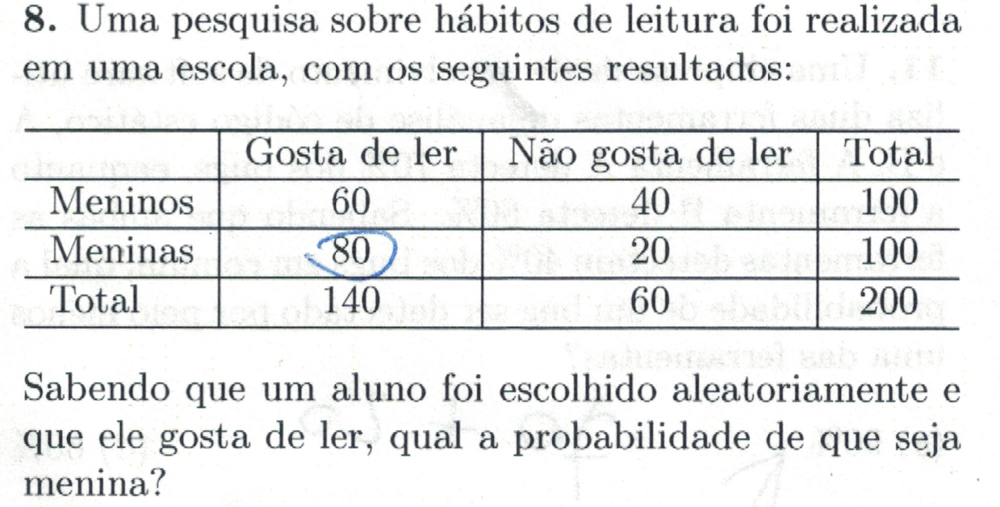 8. Uma pesquisa sobre hábitos de leitura foi realizada
em uma escola, com os seguintes resultados:
Gosta de ler Não gosta de ler Total
Meninos 60 40 100
Meninas 80 20 100
Total 140 60 200
Sabendo que um aluno foi escolhido aleatoriamente e
que ele gosta de ler, qual a probabilidade de que seja
menina?